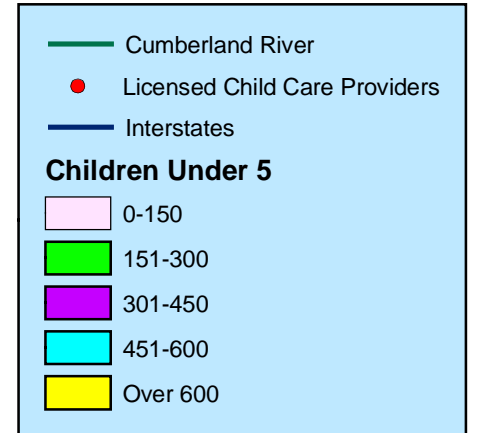 Cumberland River
Licensed Child Care Providers
Interstates
Children Under 5
0-150
151-300
301-450
451-600
Over 600